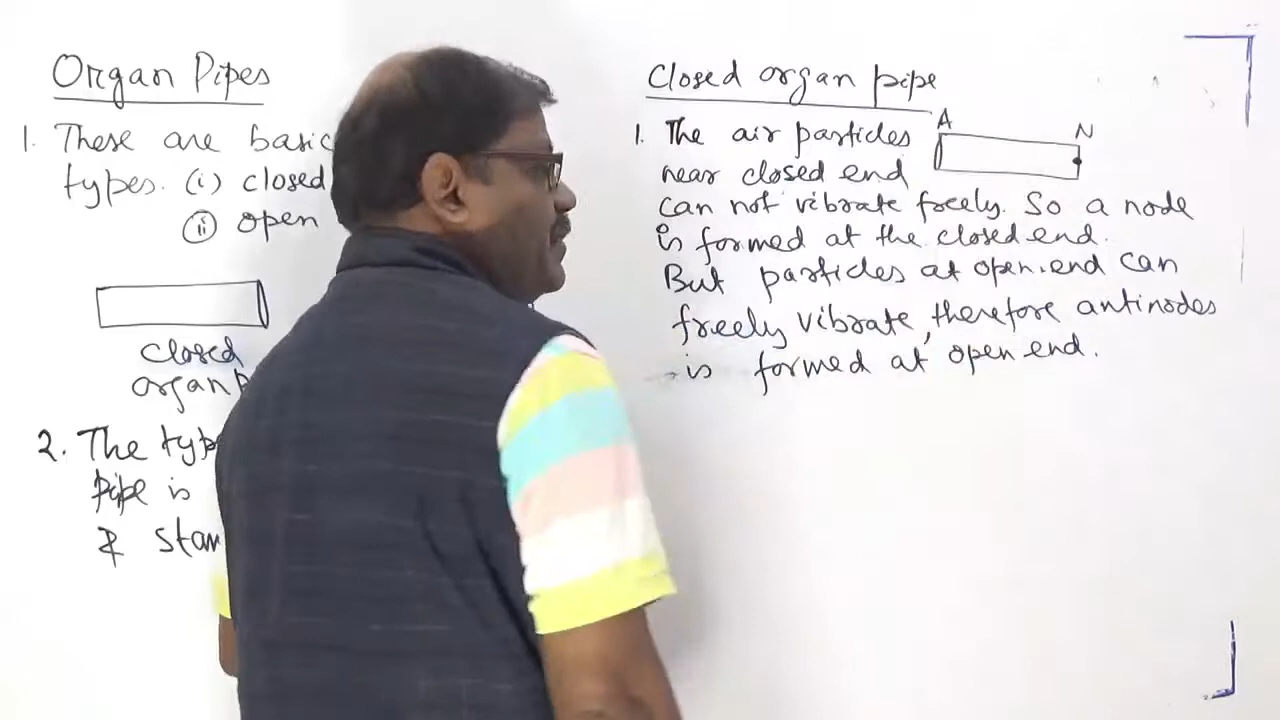 Organ Pipes
1. These are basic
types. (i) closed
(ii) open
closed
organ
2. The
pipe is
&
Closed organ pipe
A
N
1. The air particles
near closed end
can not vibrate freely. So a node
is formed at the closed end.
But particles at open end can
freely vibrate, therefore antinodes
is formed at open end.